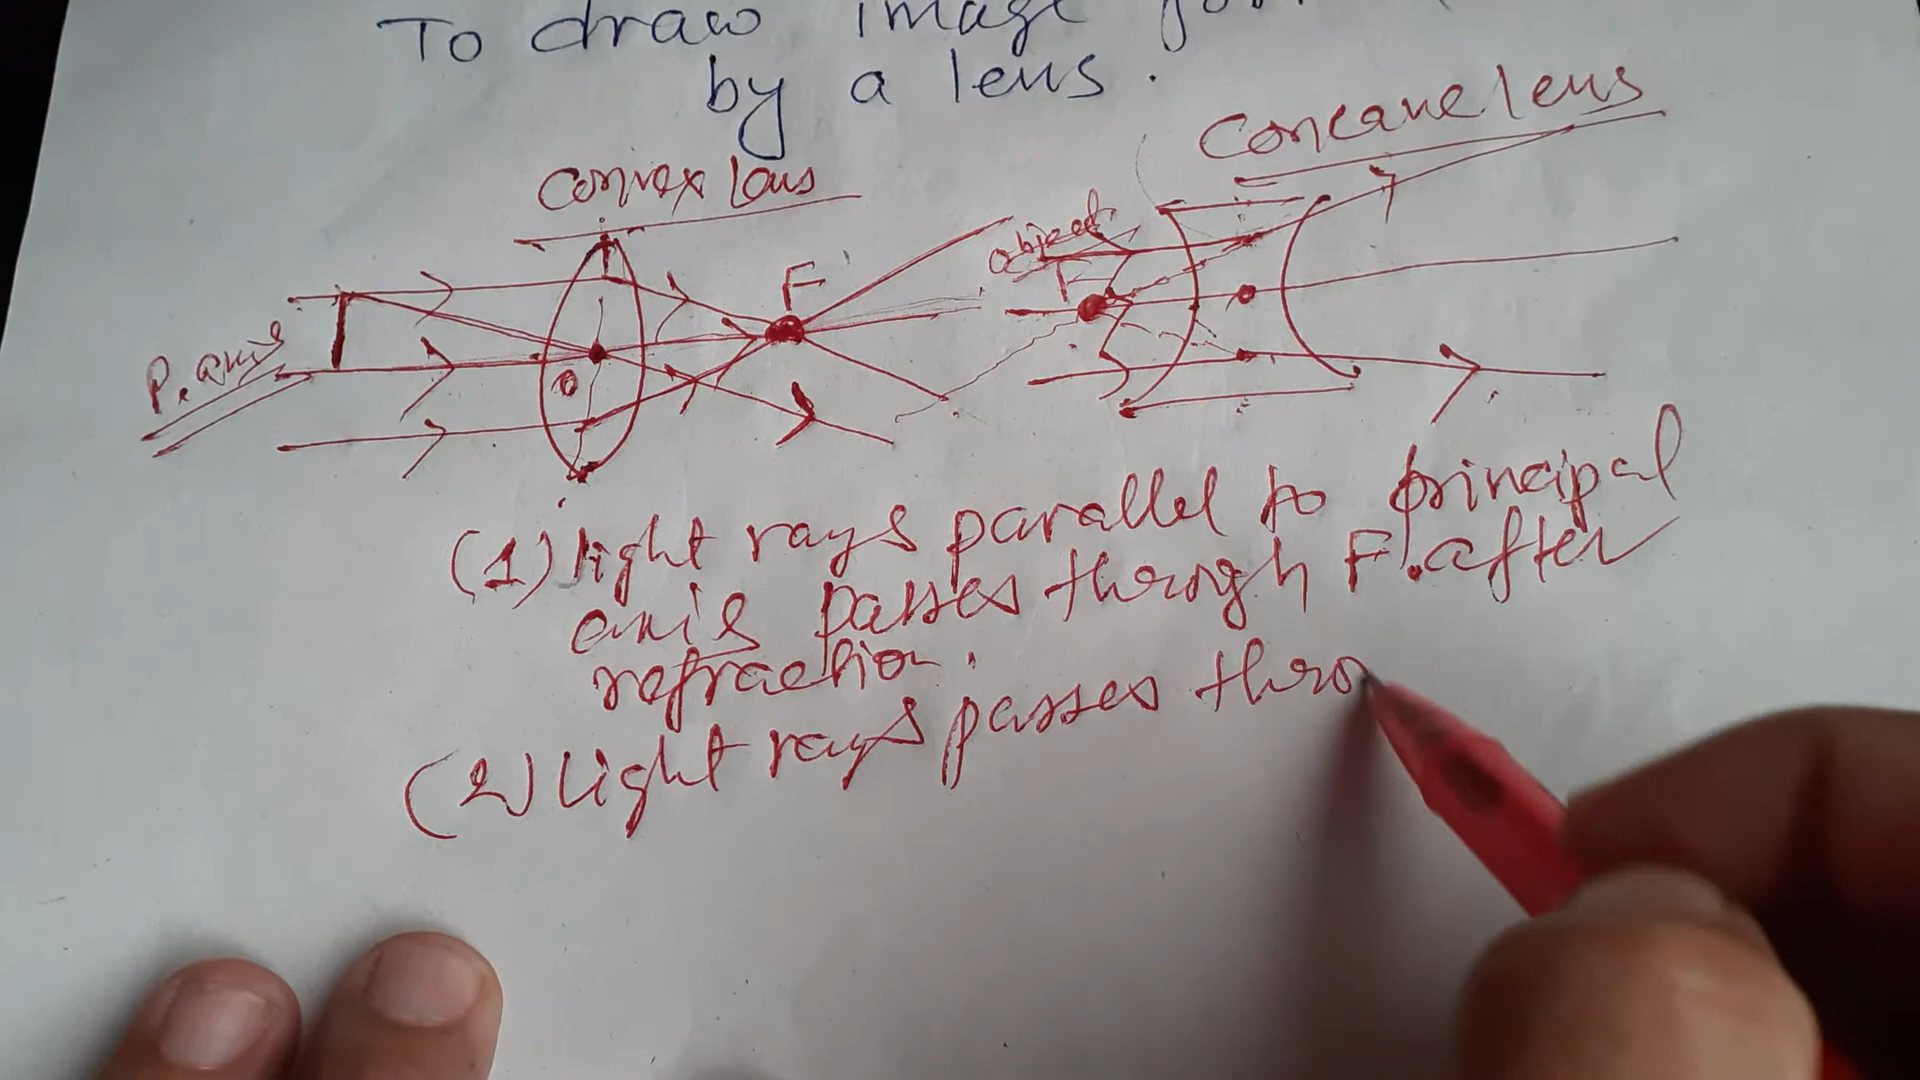 To draw image
by a lens.
Concave lens
Convex lens
object
F
F
P. axis
O
(1) light rays parallel to principal
axis passes through F. after
refraction.
(2) Light rays passes thro